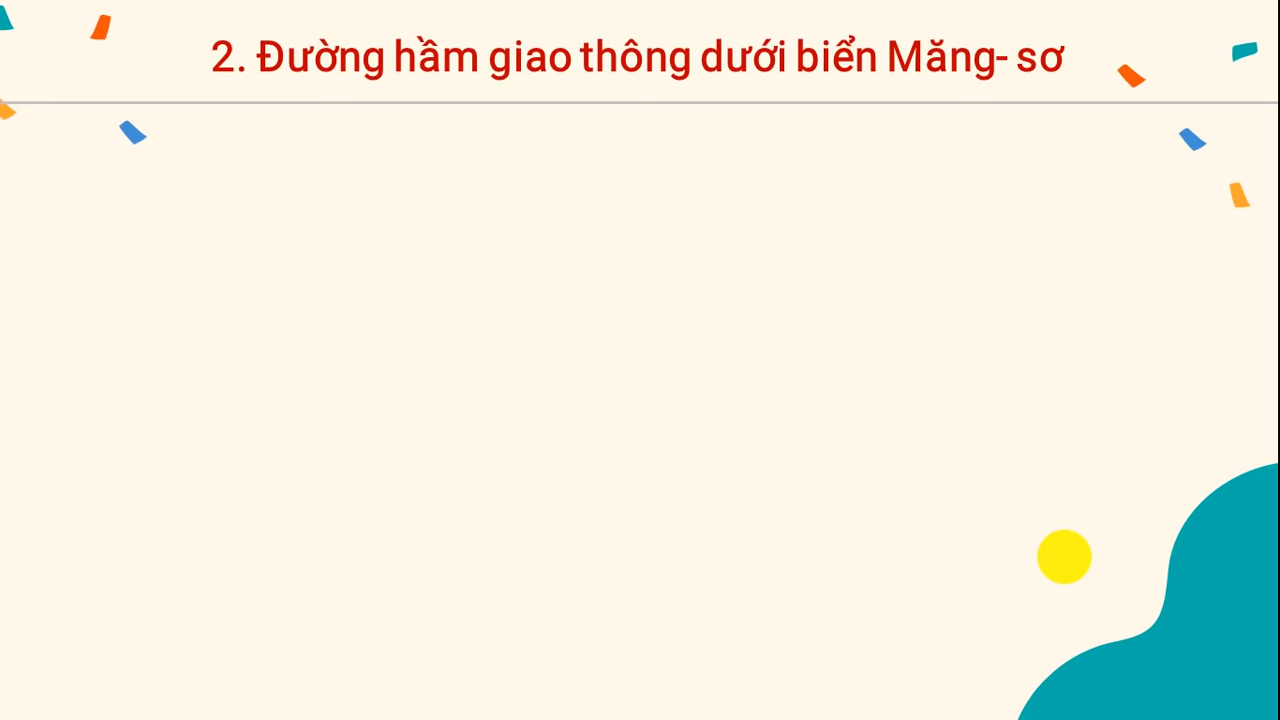 2. Đường hầm giao thông dưới biển Măng- sơ